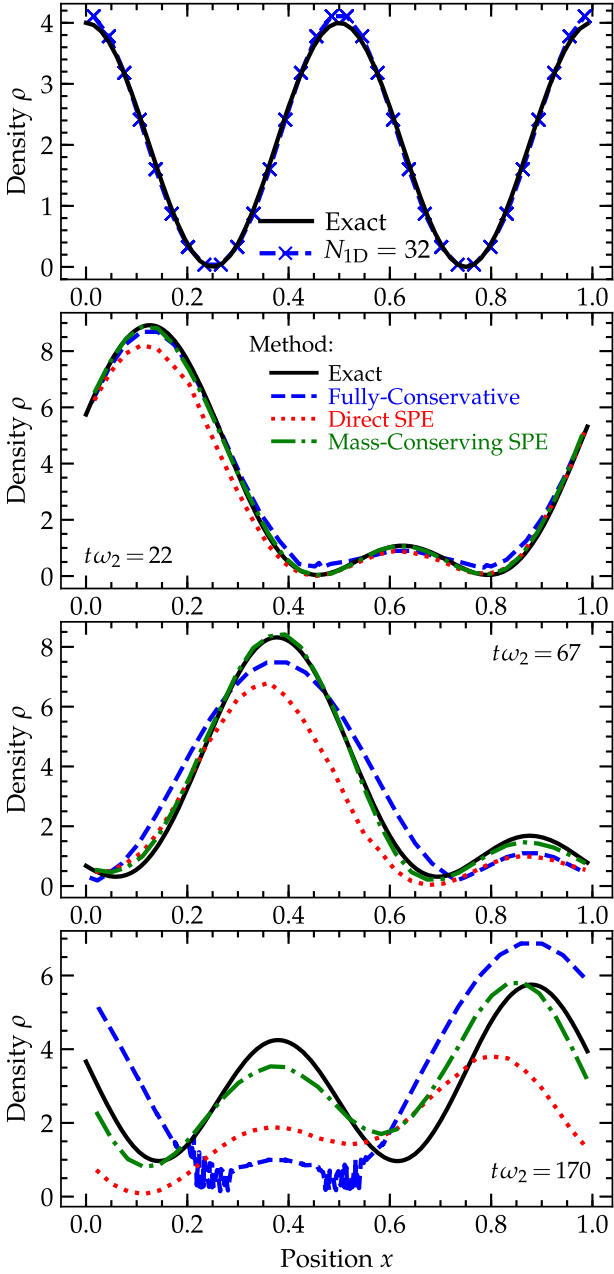 4
3
2
1
0
Density ρ
Exact
N1D = 32
0.0 0.2 0.4 0.6 0.8 1.0
8
6
4
2
0
Density ρ
Method:
Exact
Fully-Conservative
Direct SPE
Mass-Conserving SPE
tω2 = 22
0.0 0.2 0.4 0.6 0.8 1.0
8
6
4
2
0
Density ρ
tω2 = 67
0.0 0.2 0.4 0.6 0.8 1.0
6
4
2
0
Density ρ
tω2 = 170
0.0 0.2 0.4 0.6 0.8 1.0
Position x